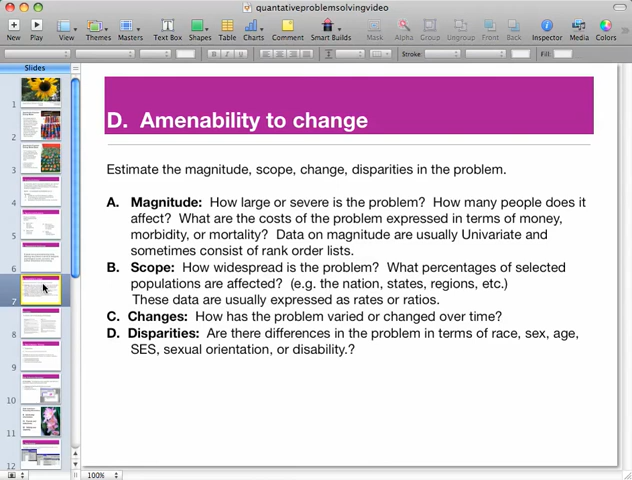 quantativeproblemsolvingvideo
New Play View Themes Masters Text Box Shapes Table Charts Comment Smart Builds Mask Alpha Group Ungroup Front Back Inspector Media Colors
Stroke: Fill:
Slides
D. Amenability to change
Estimate the magnitude, scope, change, disparities in the problem.
A. Magnitude: How large or severe is the problem? How many people does it
affect? What are the costs of the problem expressed in terms of money,
morbidity, or mortality? Data on magnitude are usually Univariate and
sometimes consist of rank order lists.
B. Scope: How widespread is the problem? What percentages of selected
populations are affected? (e.g. the nation, states, regions, etc.)
These data are usually expressed as rates or ratios.
C. Changes: How has the problem varied or changed over time?
D. Disparities: Are there differences in the problem in terms of race, sex, age,
SES, sexual orientation, or disability.?
1
2
3
4
5
6
7
8
9
10
11
12
100%